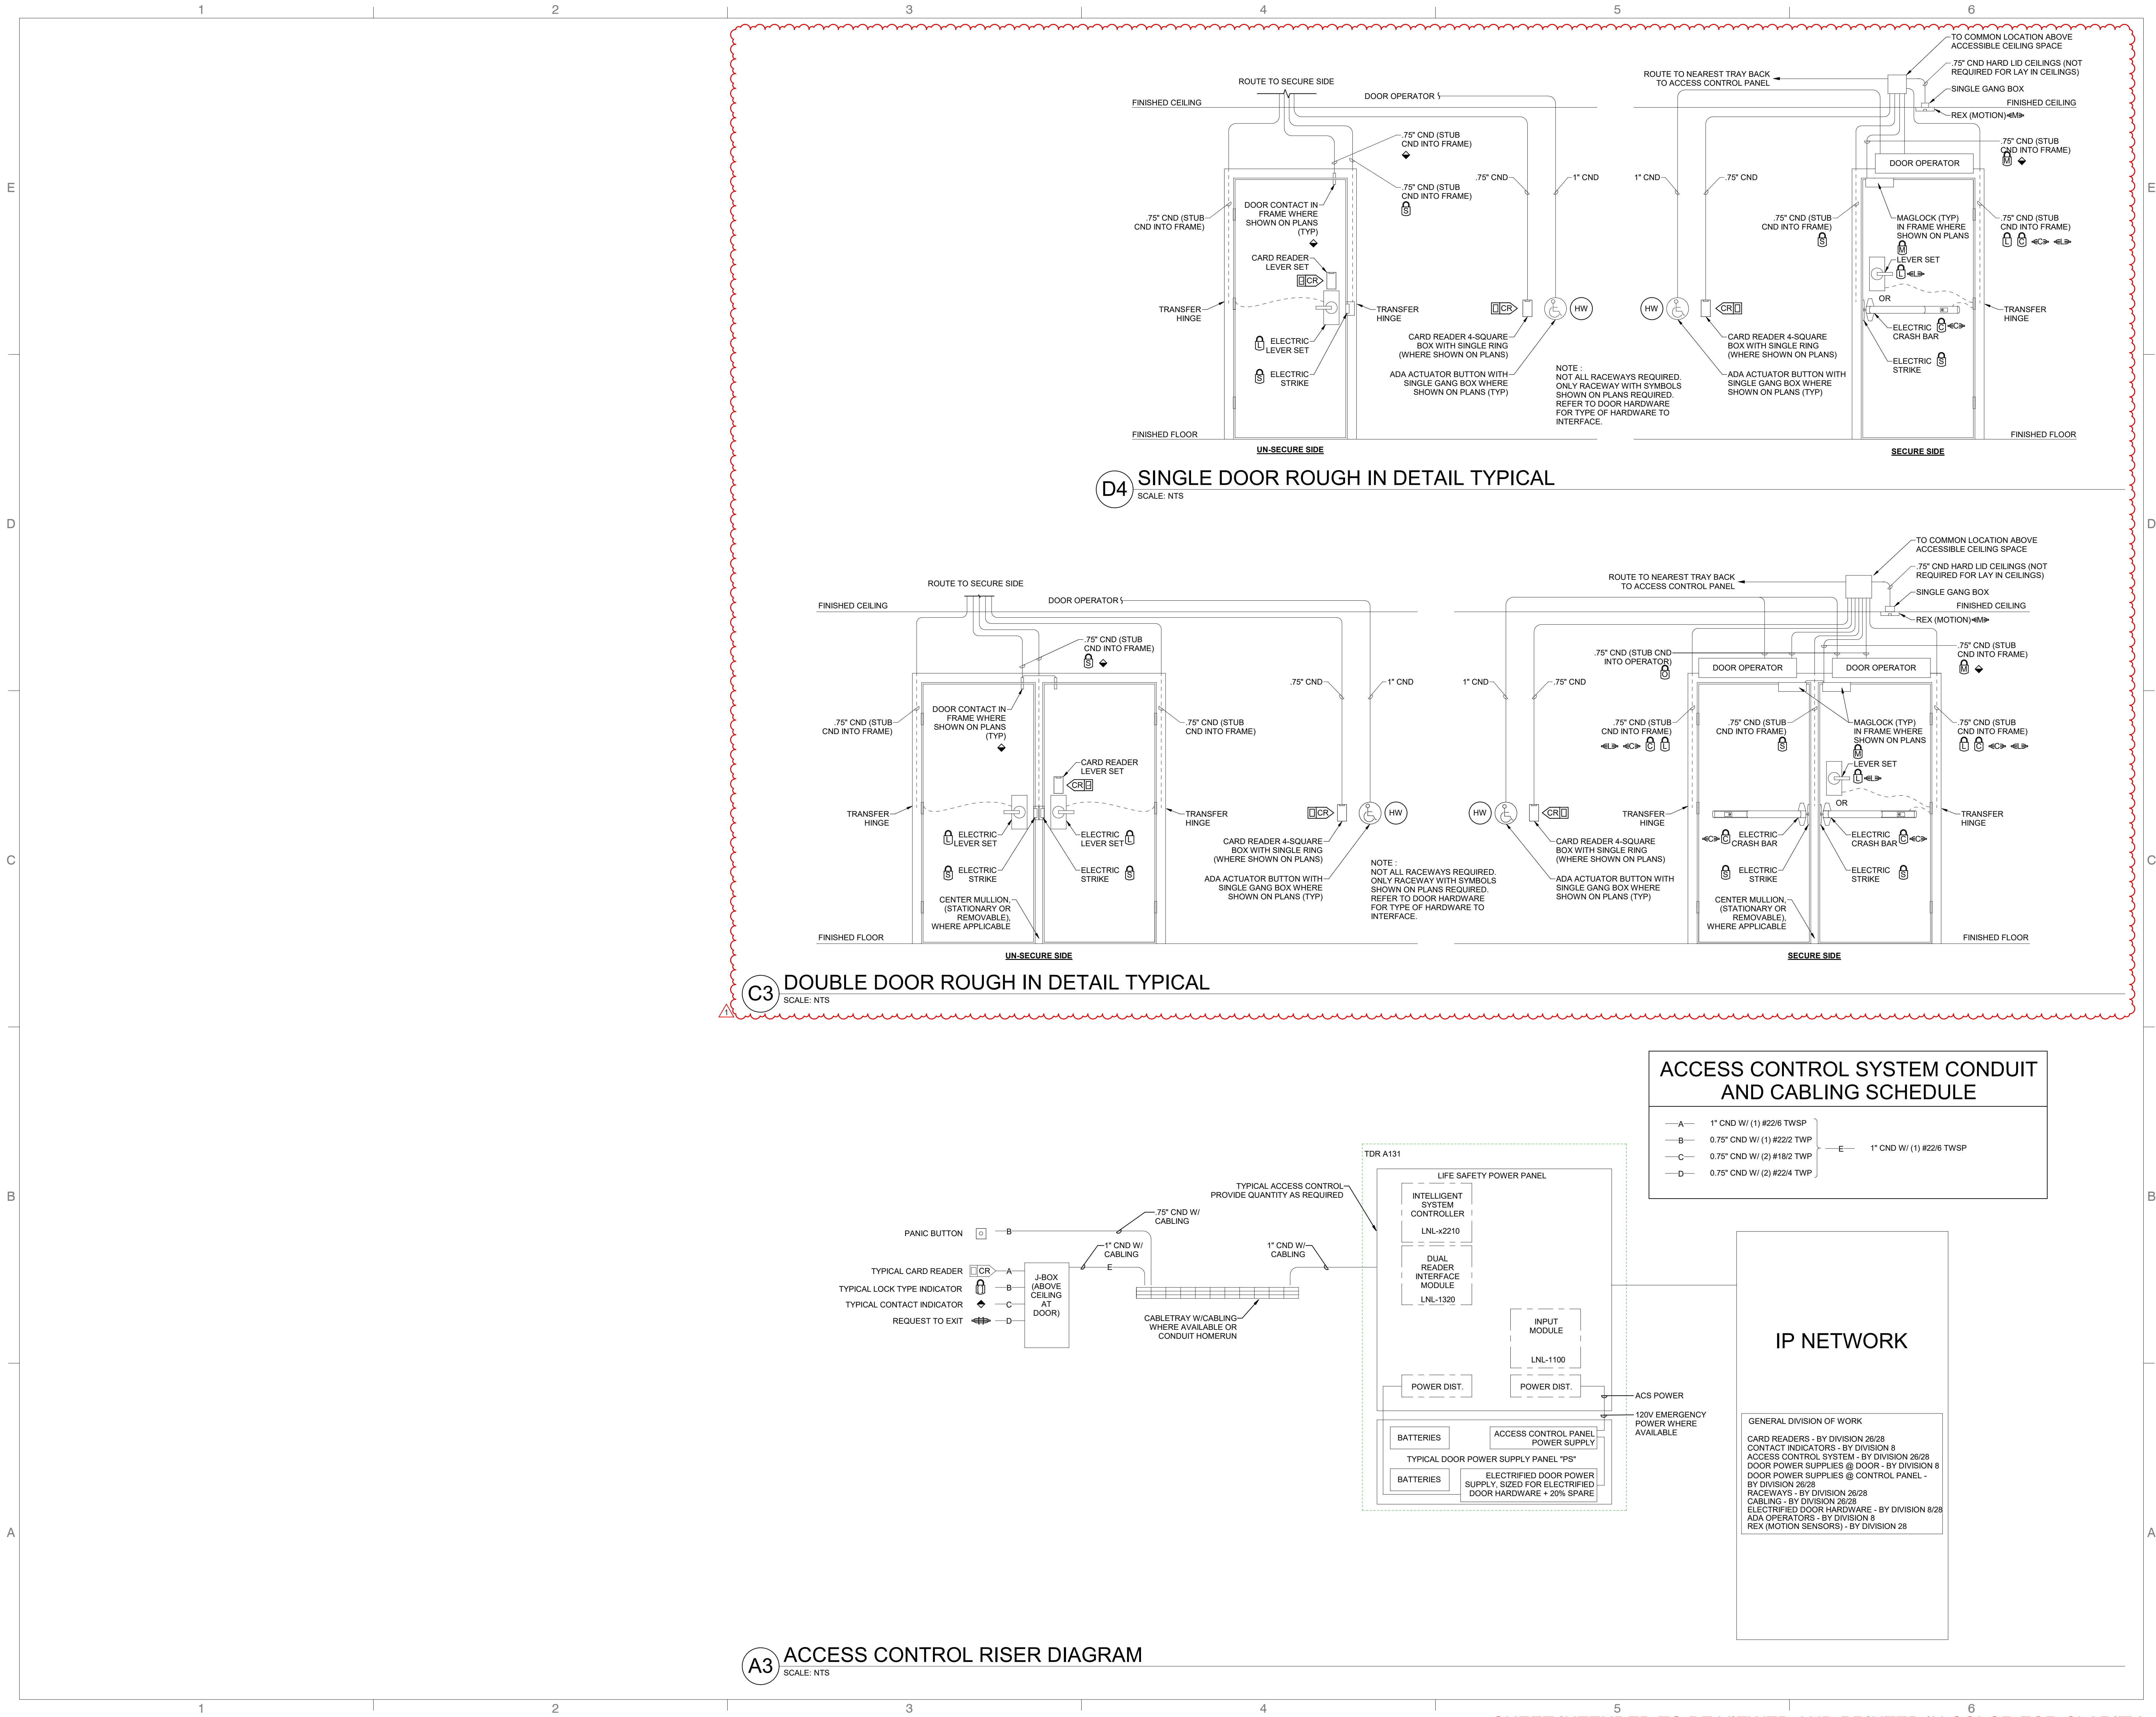 1
2
3
4
5
6
E
E
D
D
C
C
B
B
A
A
ROUTE TO SECURE SIDE
FINISHED CEILING
DOOR OPERATOR
.75" CND (STUB
CND INTO FRAME)
.75" CND (STUB
CND INTO FRAME)
S
.75" CND
1" CND
.75" CND (STUB
CND INTO FRAME)
DOOR CONTACT IN
FRAME WHERE
SHOWN ON PLANS
(TYP)
CARD READER
LEVER SET
CR
TRANSFER
HINGE
TRANSFER
HINGE
CR
HW
L
ELECTRIC
LEVER SET
S
ELECTRIC
STRIKE
CARD READER 4-SQUARE
BOX WITH SINGLE RING
(WHERE SHOWN ON PLANS)
ADA ACTUATOR BUTTON WITH
SINGLE GANG BOX WHERE
SHOWN ON PLANS (TYP)
NOTE :
NOT ALL RACEWAYS REQUIRED.
ONLY RACEWAY WITH SYMBOLS
SHOWN ON PLANS REQUIRED.
REFER TO DOOR HARDWARE
FOR TYPE OF HARDWARE TO
INTERFACE.
FINISHED FLOOR
UN-SECURE SIDE
TO COMMON LOCATION ABOVE
ACCESSIBLE CEILING SPACE
ROUTE TO NEAREST TRAY BACK
TO ACCESS CONTROL PANEL
.75" CND HARD LID CEILINGS (NOT
REQUIRED FOR LAY IN CEILINGS)
SINGLE GANG BOX
FINISHED CEILING
REX (MOTION) M
.75" CND (STUB
CND INTO FRAME)
M
DOOR OPERATOR
1" CND
.75" CND
.75" CND (STUB
CND INTO FRAME)
S
MAGLOCK (TYP)
IN FRAME WHERE
SHOWN ON PLANS
M
.75" CND (STUB
CND INTO FRAME)
L C C L
LEVER SET
L L
OR
HW
CR
TRANSFER
HINGE
ELECTRIC
CRASH BAR
C C
ELECTRIC
STRIKE
S
CARD READER 4-SQUARE
BOX WITH SINGLE RING
(WHERE SHOWN ON PLANS)
ADA ACTUATOR BUTTON WITH
SINGLE GANG BOX WHERE
SHOWN ON PLANS (TYP)
FINISHED FLOOR
SECURE SIDE
D4
SINGLE DOOR ROUGH IN DETAIL TYPICAL
SCALE: NTS
ROUTE TO SECURE SIDE
FINISHED CEILING
DOOR OPERATOR
.75" CND (STUB
CND INTO FRAME)
S
.75" CND
1" CND
.75" CND (STUB
CND INTO FRAME)
DOOR CONTACT IN
FRAME WHERE
SHOWN ON PLANS
(TYP)
.75" CND (STUB
CND INTO FRAME)
CARD READER
LEVER SET
CR
TRANSFER
HINGE
TRANSFER
HINGE
CR
HW
L
ELECTRIC
LEVER SET
ELECTRIC
LEVER SET
L
S
ELECTRIC
STRIKE
ELECTRIC
STRIKE
S
CENTER MULLION,
(STATIONARY OR
REMOVABLE),
WHERE APPLICABLE
CARD READER 4-SQUARE
BOX WITH SINGLE RING
(WHERE SHOWN ON PLANS)
ADA ACTUATOR BUTTON WITH
SINGLE GANG BOX WHERE
SHOWN ON PLANS (TYP)
NOTE :
NOT ALL RACEWAYS REQUIRED.
ONLY RACEWAY WITH SYMBOLS
SHOWN ON PLANS REQUIRED.
REFER TO DOOR HARDWARE
FOR TYPE OF HARDWARE TO
INTERFACE.
FINISHED FLOOR
UN-SECURE SIDE
TO COMMON LOCATION ABOVE
ACCESSIBLE CEILING SPACE
ROUTE TO NEAREST TRAY BACK
TO ACCESS CONTROL PANEL
.75" CND HARD LID CEILINGS (NOT
REQUIRED FOR LAY IN CEILINGS)
SINGLE GANG BOX
FINISHED CEILING
REX (MOTION) M
.75" CND (STUB CND
INTO OPERATOR)
O
DOOR OPERATOR
DOOR OPERATOR
.75" CND (STUB
CND INTO FRAME)
M
1" CND
.75" CND
.75" CND (STUB
CND INTO FRAME)
L C C L
.75" CND (STUB
CND INTO FRAME)
S
MAGLOCK (TYP)
IN FRAME WHERE
SHOWN ON PLANS
M
.75" CND (STUB
CND INTO FRAME)
L C C L
LEVER SET
L L
OR
HW
CR
TRANSFER
HINGE
TRANSFER
HINGE
C C
ELECTRIC
CRASH BAR
ELECTRIC
CRASH BAR
C C
S
ELECTRIC
STRIKE
ELECTRIC
STRIKE
S
CARD READER 4-SQUARE
BOX WITH SINGLE RING
(WHERE SHOWN ON PLANS)
ADA ACTUATOR BUTTON WITH
SINGLE GANG BOX WHERE
SHOWN ON PLANS (TYP)
CENTER MULLION,
(STATIONARY OR
REMOVABLE),
WHERE APPLICABLE
FINISHED FLOOR
SECURE SIDE
C3
DOUBLE DOOR ROUGH IN DETAIL TYPICAL
SCALE: NTS
1
ACCESS CONTROL SYSTEM CONDUIT
AND CABLING SCHEDULE
A 1" CND W/ (1) #22/6 TWSP
B 0.75" CND W/ (1) #22/2 TWP
C 0.75" CND W/ (2) #18/2 TWP
D 0.75" CND W/ (2) #22/4 TWP
E 1" CND W/ (1) #22/6 TWSP
PANIC BUTTON B
.75" CND W/
CABLING
TYPICAL CARD READER CR A
TYPICAL LOCK TYPE INDICATOR B
TYPICAL CONTACT INDICATOR C
REQUEST TO EXIT D
J-BOX
(ABOVE
CEILING
AT
DOOR)
1" CND W/
CABLING
E
1" CND W/
CABLING
CABLETRAY W/CABLING
WHERE AVAILABLE OR
CONDUIT HOMERUN
TYPICAL ACCESS CONTROL
PROVIDE QUANTITY AS REQUIRED
TDR A131
LIFE SAFETY POWER PANEL
INTELLIGENT
SYSTEM
CONTROLLER
LNL-x2210
DUAL
READER
INTERFACE
MODULE
LNL-1320
INPUT
MODULE
LNL-1100
POWER DIST.
POWER DIST.
ACS POWER
120V EMERGENCY
POWER WHERE
AVAILABLE
BATTERIES
ACCESS CONTROL PANEL
POWER SUPPLY
TYPICAL DOOR POWER SUPPLY PANEL "PS"
BATTERIES
ELECTRIFIED DOOR POWER
SUPPLY, SIZED FOR ELECTRIFIED
DOOR HARDWARE + 20% SPARE
IP NETWORK
GENERAL DIVISION OF WORK
CARD READERS - BY DIVISION 26/28
CONTACT INDICATORS - BY DIVISION 8
ACCESS CONTROL SYSTEM - BY DIVISION 26/28
DOOR POWER SUPPLIES @ DOOR - BY DIVISION 8
DOOR POWER SUPPLIES @ CONTROL PANEL -
BY DIVISION 26/28
RACEWAYS - BY DIVISION 26/28
CABLING - BY DIVISION 26/28
ELECTRIFIED DOOR HARDWARE - BY DIVISION 8/28
ADA OPERATORS - BY DIVISION 8
REX (MOTION SENSORS) - BY DIVISION 28
A3
ACCESS CONTROL RISER DIAGRAM
SCALE: NTS
1
2
3
4
5
6